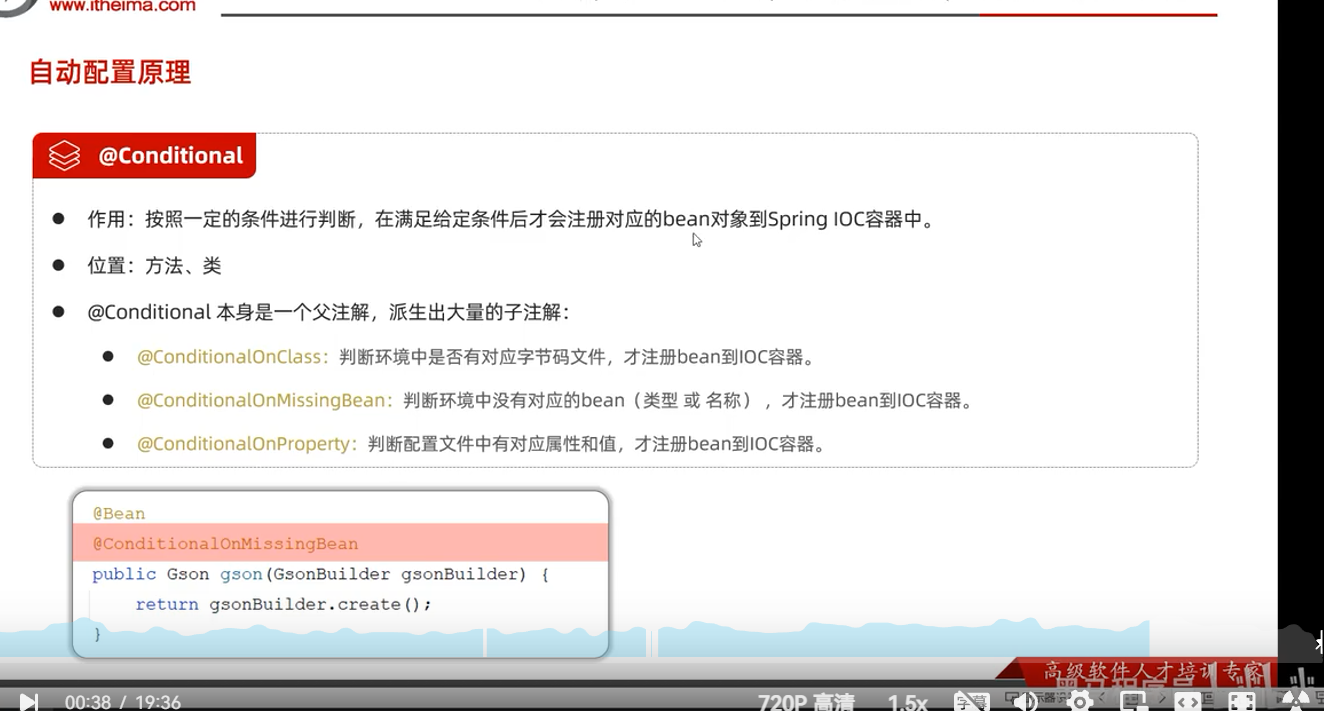 www.itheima.com
自动配置原理
@Conditional
作用：按照一定的条件进行判断，在满足给定条件后才会注册对应的bean对象到Spring IOC容器中。
位置：方法、类
@Conditional 本身是一个父注解，派生出大量的子注解：
@ConditionalOnClass：判断环境中是否有对应字节码文件，才注册bean到IOC容器。
@ConditionalOnMissingBean：判断环境中没有对应的bean（类型 或 名称） ，才注册bean到IOC容器。
@ConditionalOnProperty：判断配置文件中有对应属性和值，才注册bean到IOC容器。
@Bean
@ConditionalOnMissingBean
public Gson gson(GsonBuilder gsonBuilder) {
return gsonBuilder.create();
}
高级软件人才培训专家
00:38 / 19:36
720P 高清
1.5x
字幕